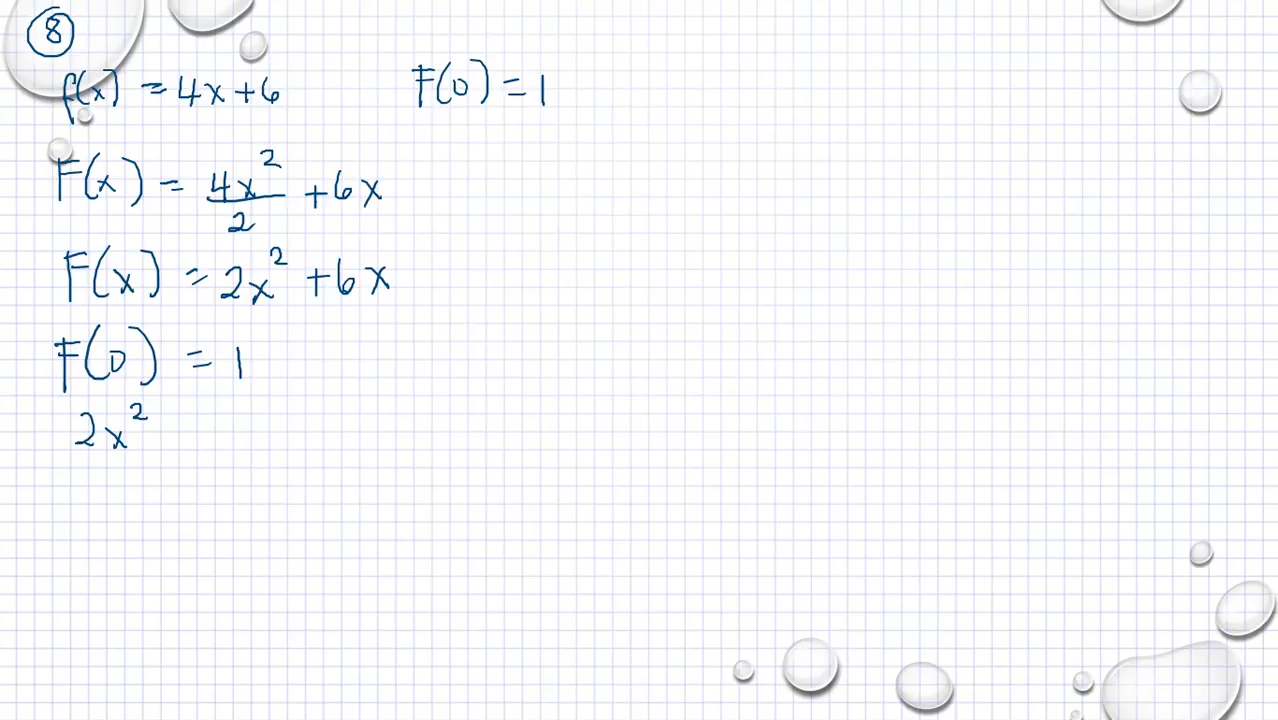 8
f(x) = 4x+6 F(0) = 1
F(x) = 4x²/2 + 6x
F(x) = 2x² + 6x
F(0) = 1
2x²